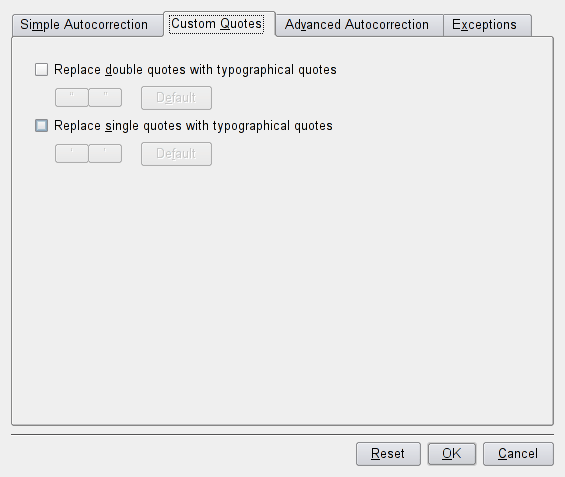 Simple Autocorrection Custom Quotes Advanced Autocorrection Exceptions
Replace double quotes with typographical quotes
" " Default
Replace single quotes with typographical quotes
' ' Default
Reset OK Cancel